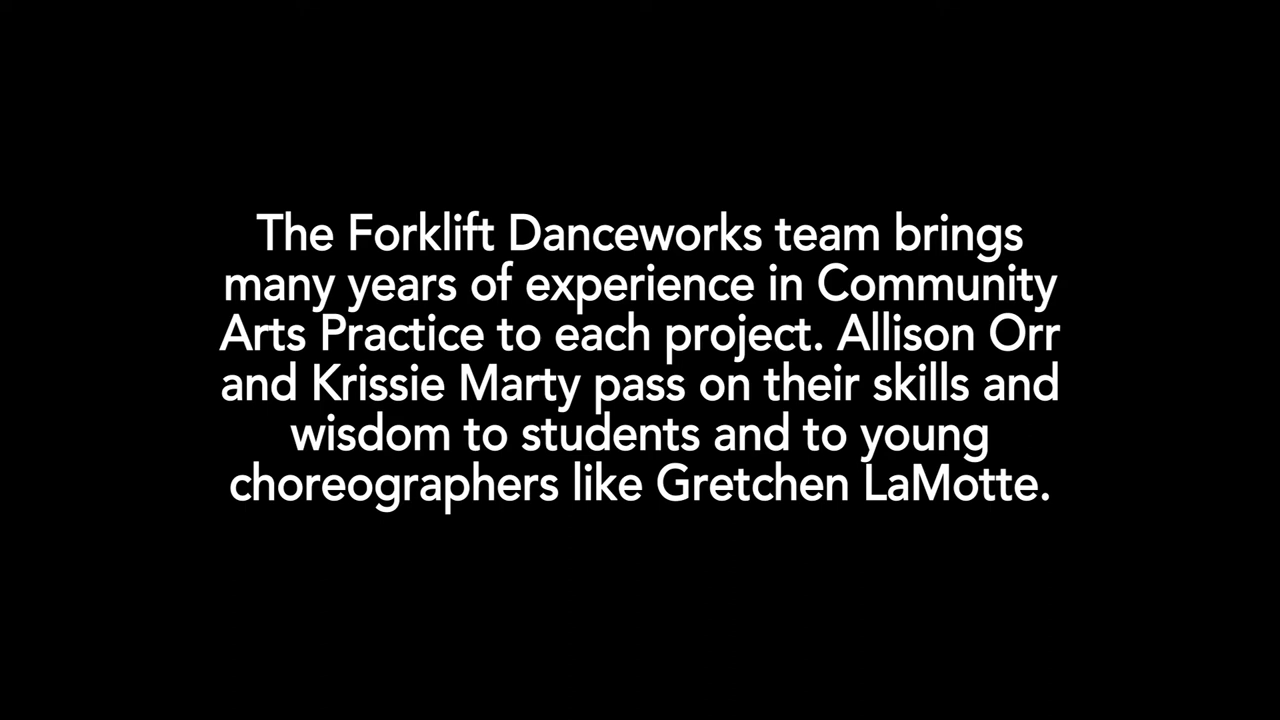 The Forklift Danceworks team brings
many years of experience in Community
Arts Practice to each project. Allison Orr
and Krissie Marty pass on their skills and
wisdom to students and to young
choreographers like Gretchen LaMotte.